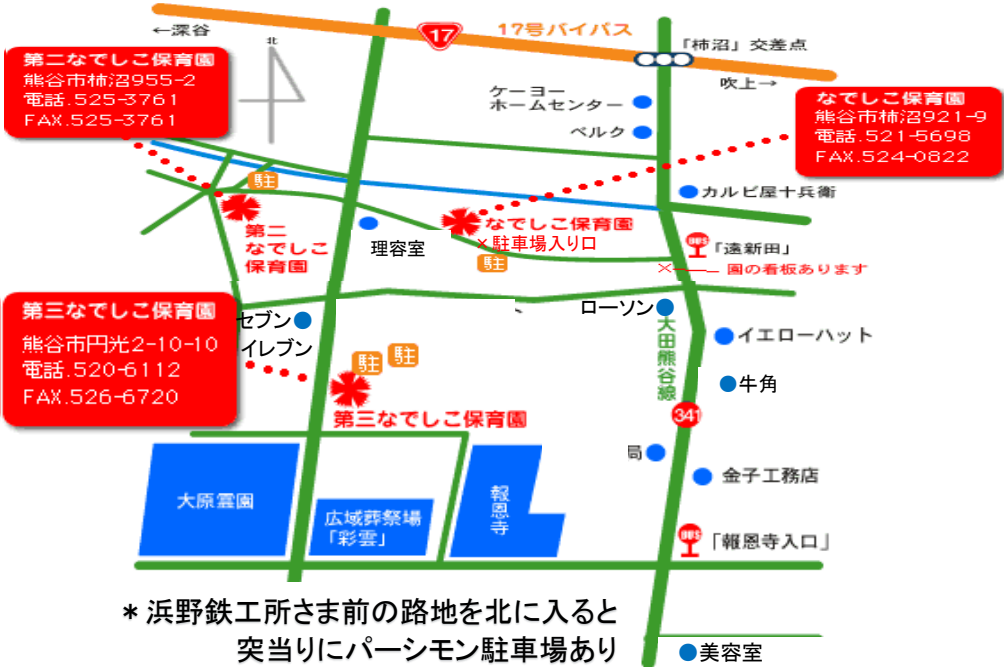 ←深谷
17
17号バイパス
「柿沼」交差点
吹上→
北
第二なでしこ保育園
熊谷市柿沼955-2
電話.525-3761
FAX.525-3761
ケーヨー
ホームセンター
ベルク
なでしこ保育園
熊谷市柿沼921-9
電話.521-5698
FAX.524-0822
駐
カルビ屋十兵衛
第二
なでしこ
保育園
理容室
なでしこ保育園
×駐車場入り口
駐
BUS
「遠新田」
×
園の看板あります
第三なでしこ保育園
熊谷市円光2-10-10
電話.520-6112
FAX.526-6720
セブン
イレブン
ローソン
大田熊谷線
イエローハット
駐
駐
牛角
第三なでしこ保育園
341
局
金子工務店
大原霊園
広域葬祭場
「彩雲」
報恩寺
BUS
「報恩寺入口」
*浜野鉄工所さま前の路地を北に入ると
突当りにパーシモン駐車場あり
美容室